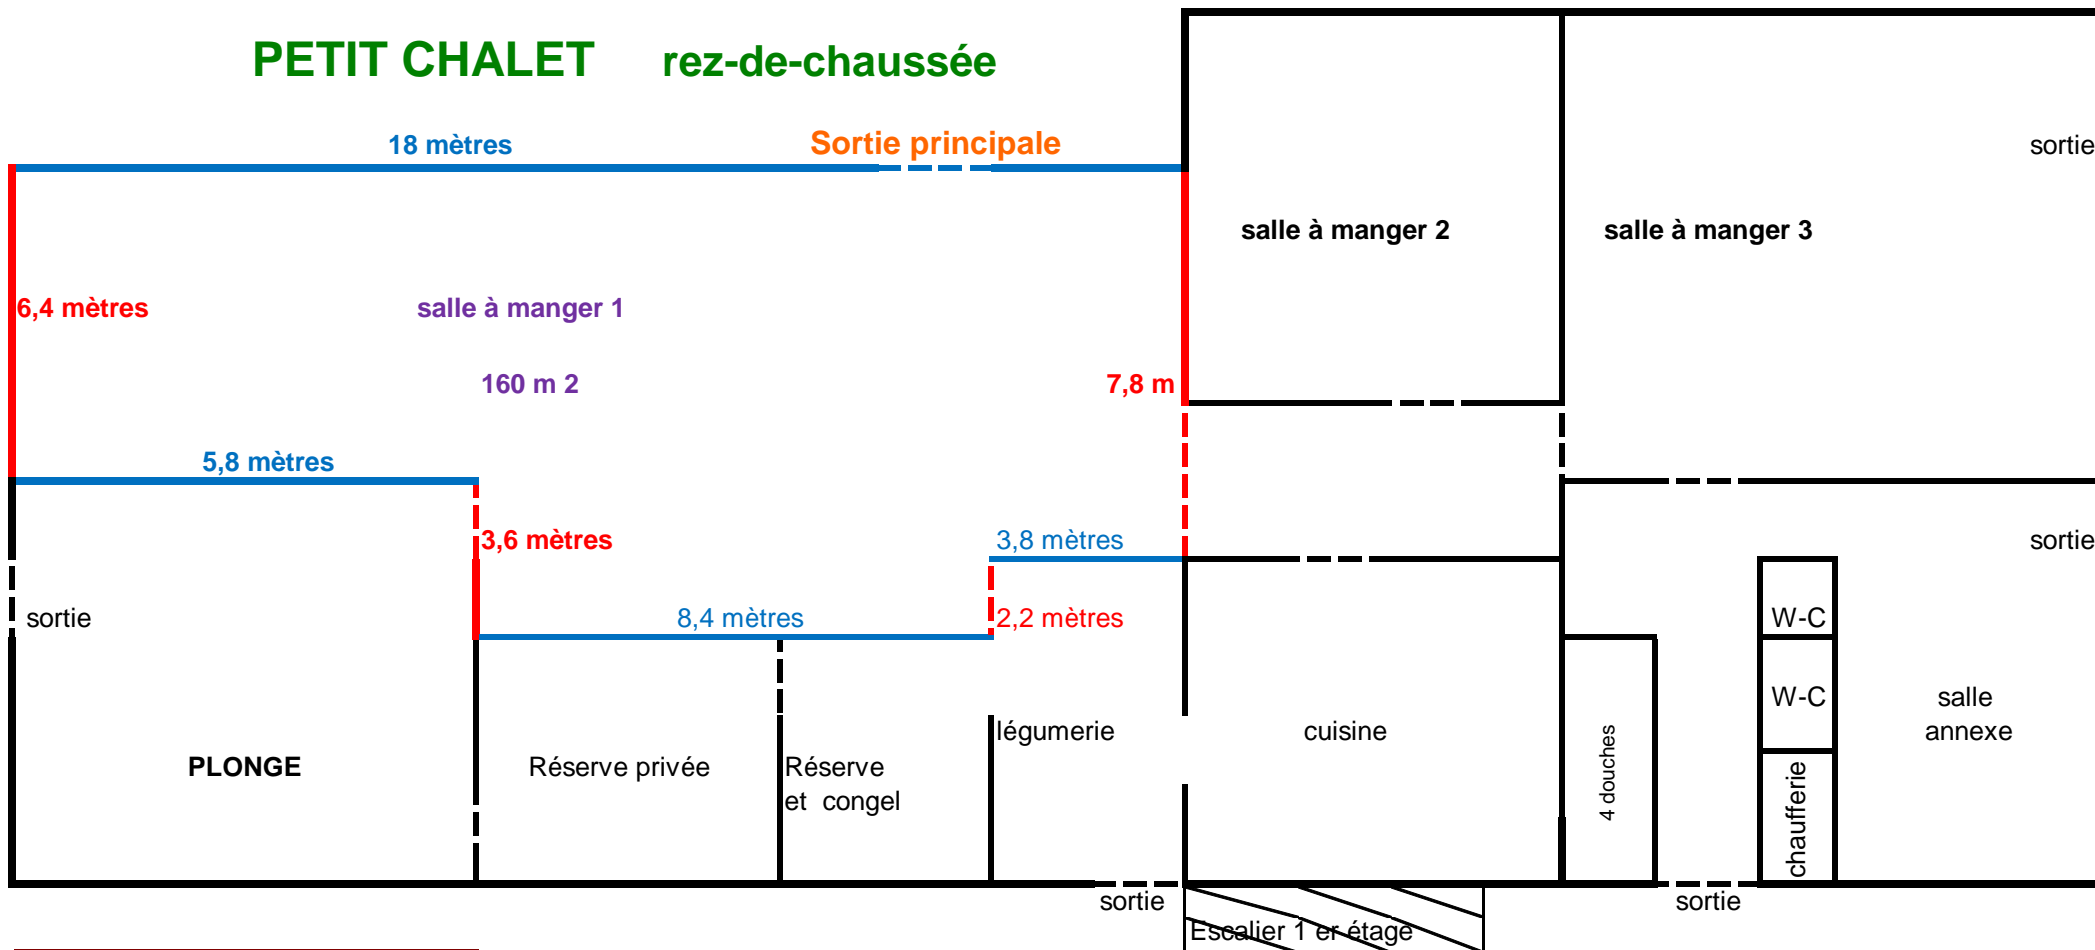 PETIT CHALET rez-de-chaussée
18 mètres
Sortie principale
sortie
salle à manger 2
salle à manger 3
6,4 mètres
salle à manger 1
160 m 2
7,8 m
5,8 mètres
3,6 mètres
3,8 mètres
sortie
sortie
8,4 mètres
2,2 mètres
W-C
W-C
salle
annexe
légumerie
cuisine
4 douches
PLONGE
Réserve privée
Réserve
et congel
chaufferie
sortie
sortie
Escalier 1 er étage